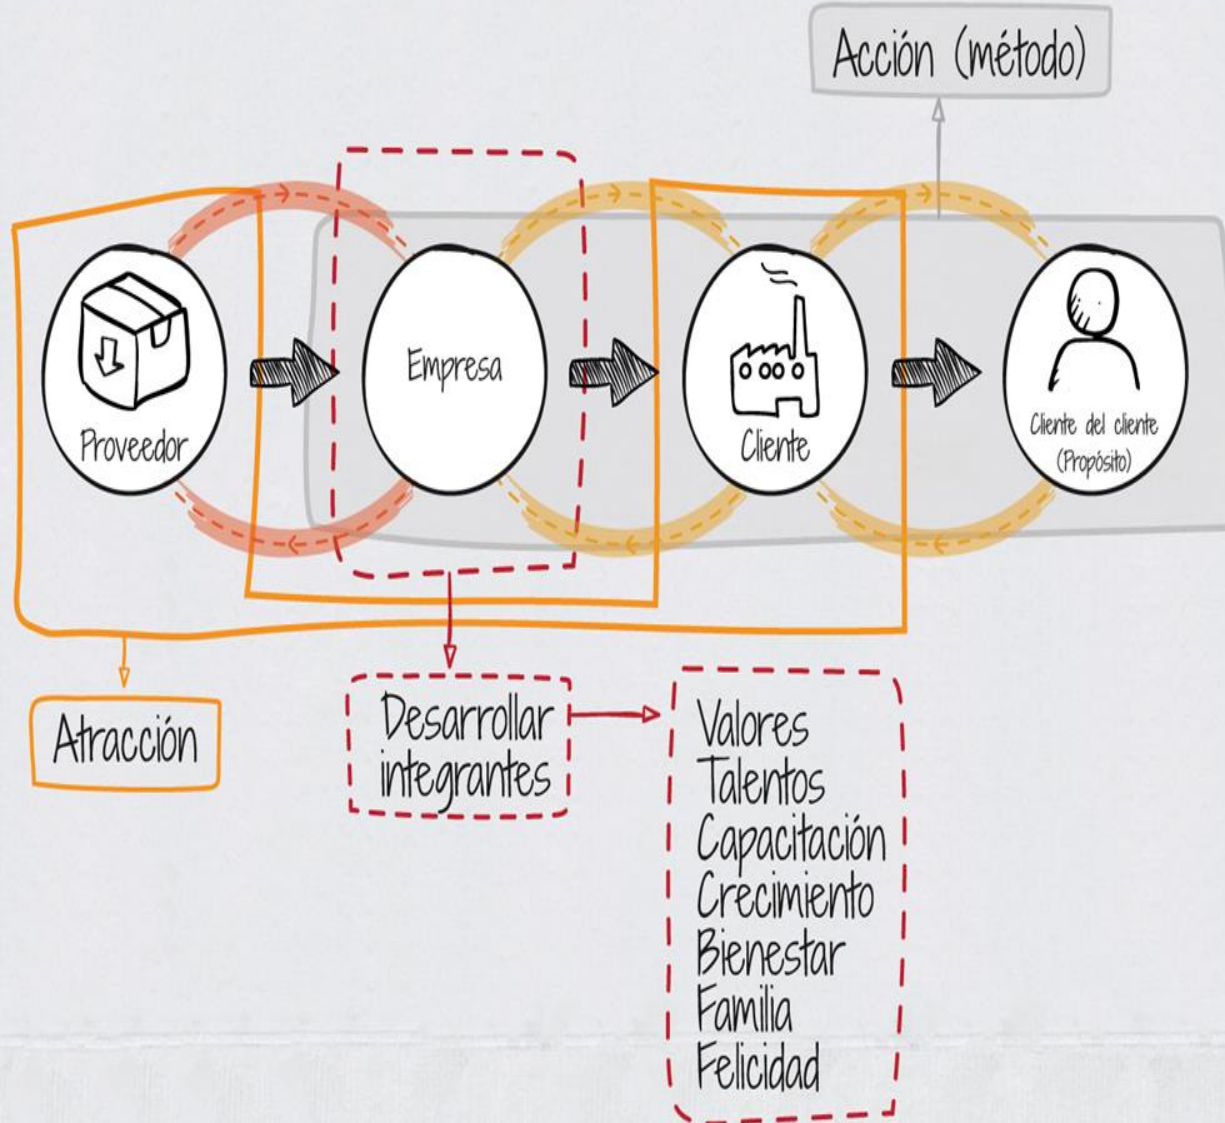 Acción (método)
Proveedor
Empresa
Cliente
Cliente del cliente
(Propósito)
Atracción
Desarrollar
integrantes
Valores
Talentos
Capacitación
Crecimiento
Bienestar
Familia
Felicidad